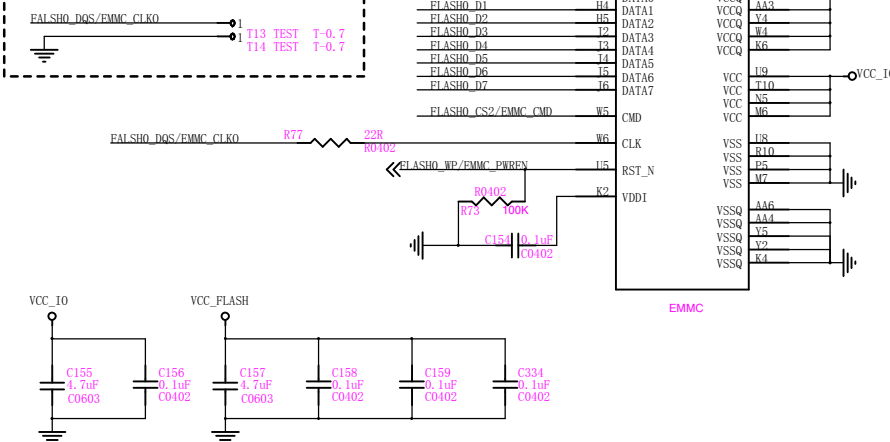 FLASH0_D1 H4 DATA1 VCCQ AA3
FALSH0_DQS/EMMC_CLKO 1 FLASH0_D2 H5 DATA2 VCCQ Y4
T13 TEST T-0.7 FLASH0_D3 J2 DATA3 VCCQ W4
1 T14 TEST T-0.7 FLASH0_D4 J3 DATA4 VCCQ K6
FLASH0_D5 J4 DATA5
FLASH0_D6 J5 DATA6 VCC U9
FLASH0_D7 J6 DATA7 VCC T10
VCC N5
FLASH0_CS2/EMMC_CMD W5 CMD VCC M6
FALSH0_DQS/EMMC_CLKO R77 22R W6 CLK VSS U8
R0402 VSS R10
FLASH0_WP/EMMC_PWREN U5 RST_N VSS P5
VSS M7
R0402 K2 VDDI
R73 100K VSSQ AA6
VSSQ AA4
C154 0.1uF VSSQ Y5
C0402 VSSQ Y2
VSSQ K4
EMMC
VCC_IO VCC_FLASH
C155 C156 C157 C158 C159 C334
4.7uF 0.1uF 4.7uF 0.1uF 0.1uF 0.1uF
C0603 C0402 C0603 C0402 C0402 C0402